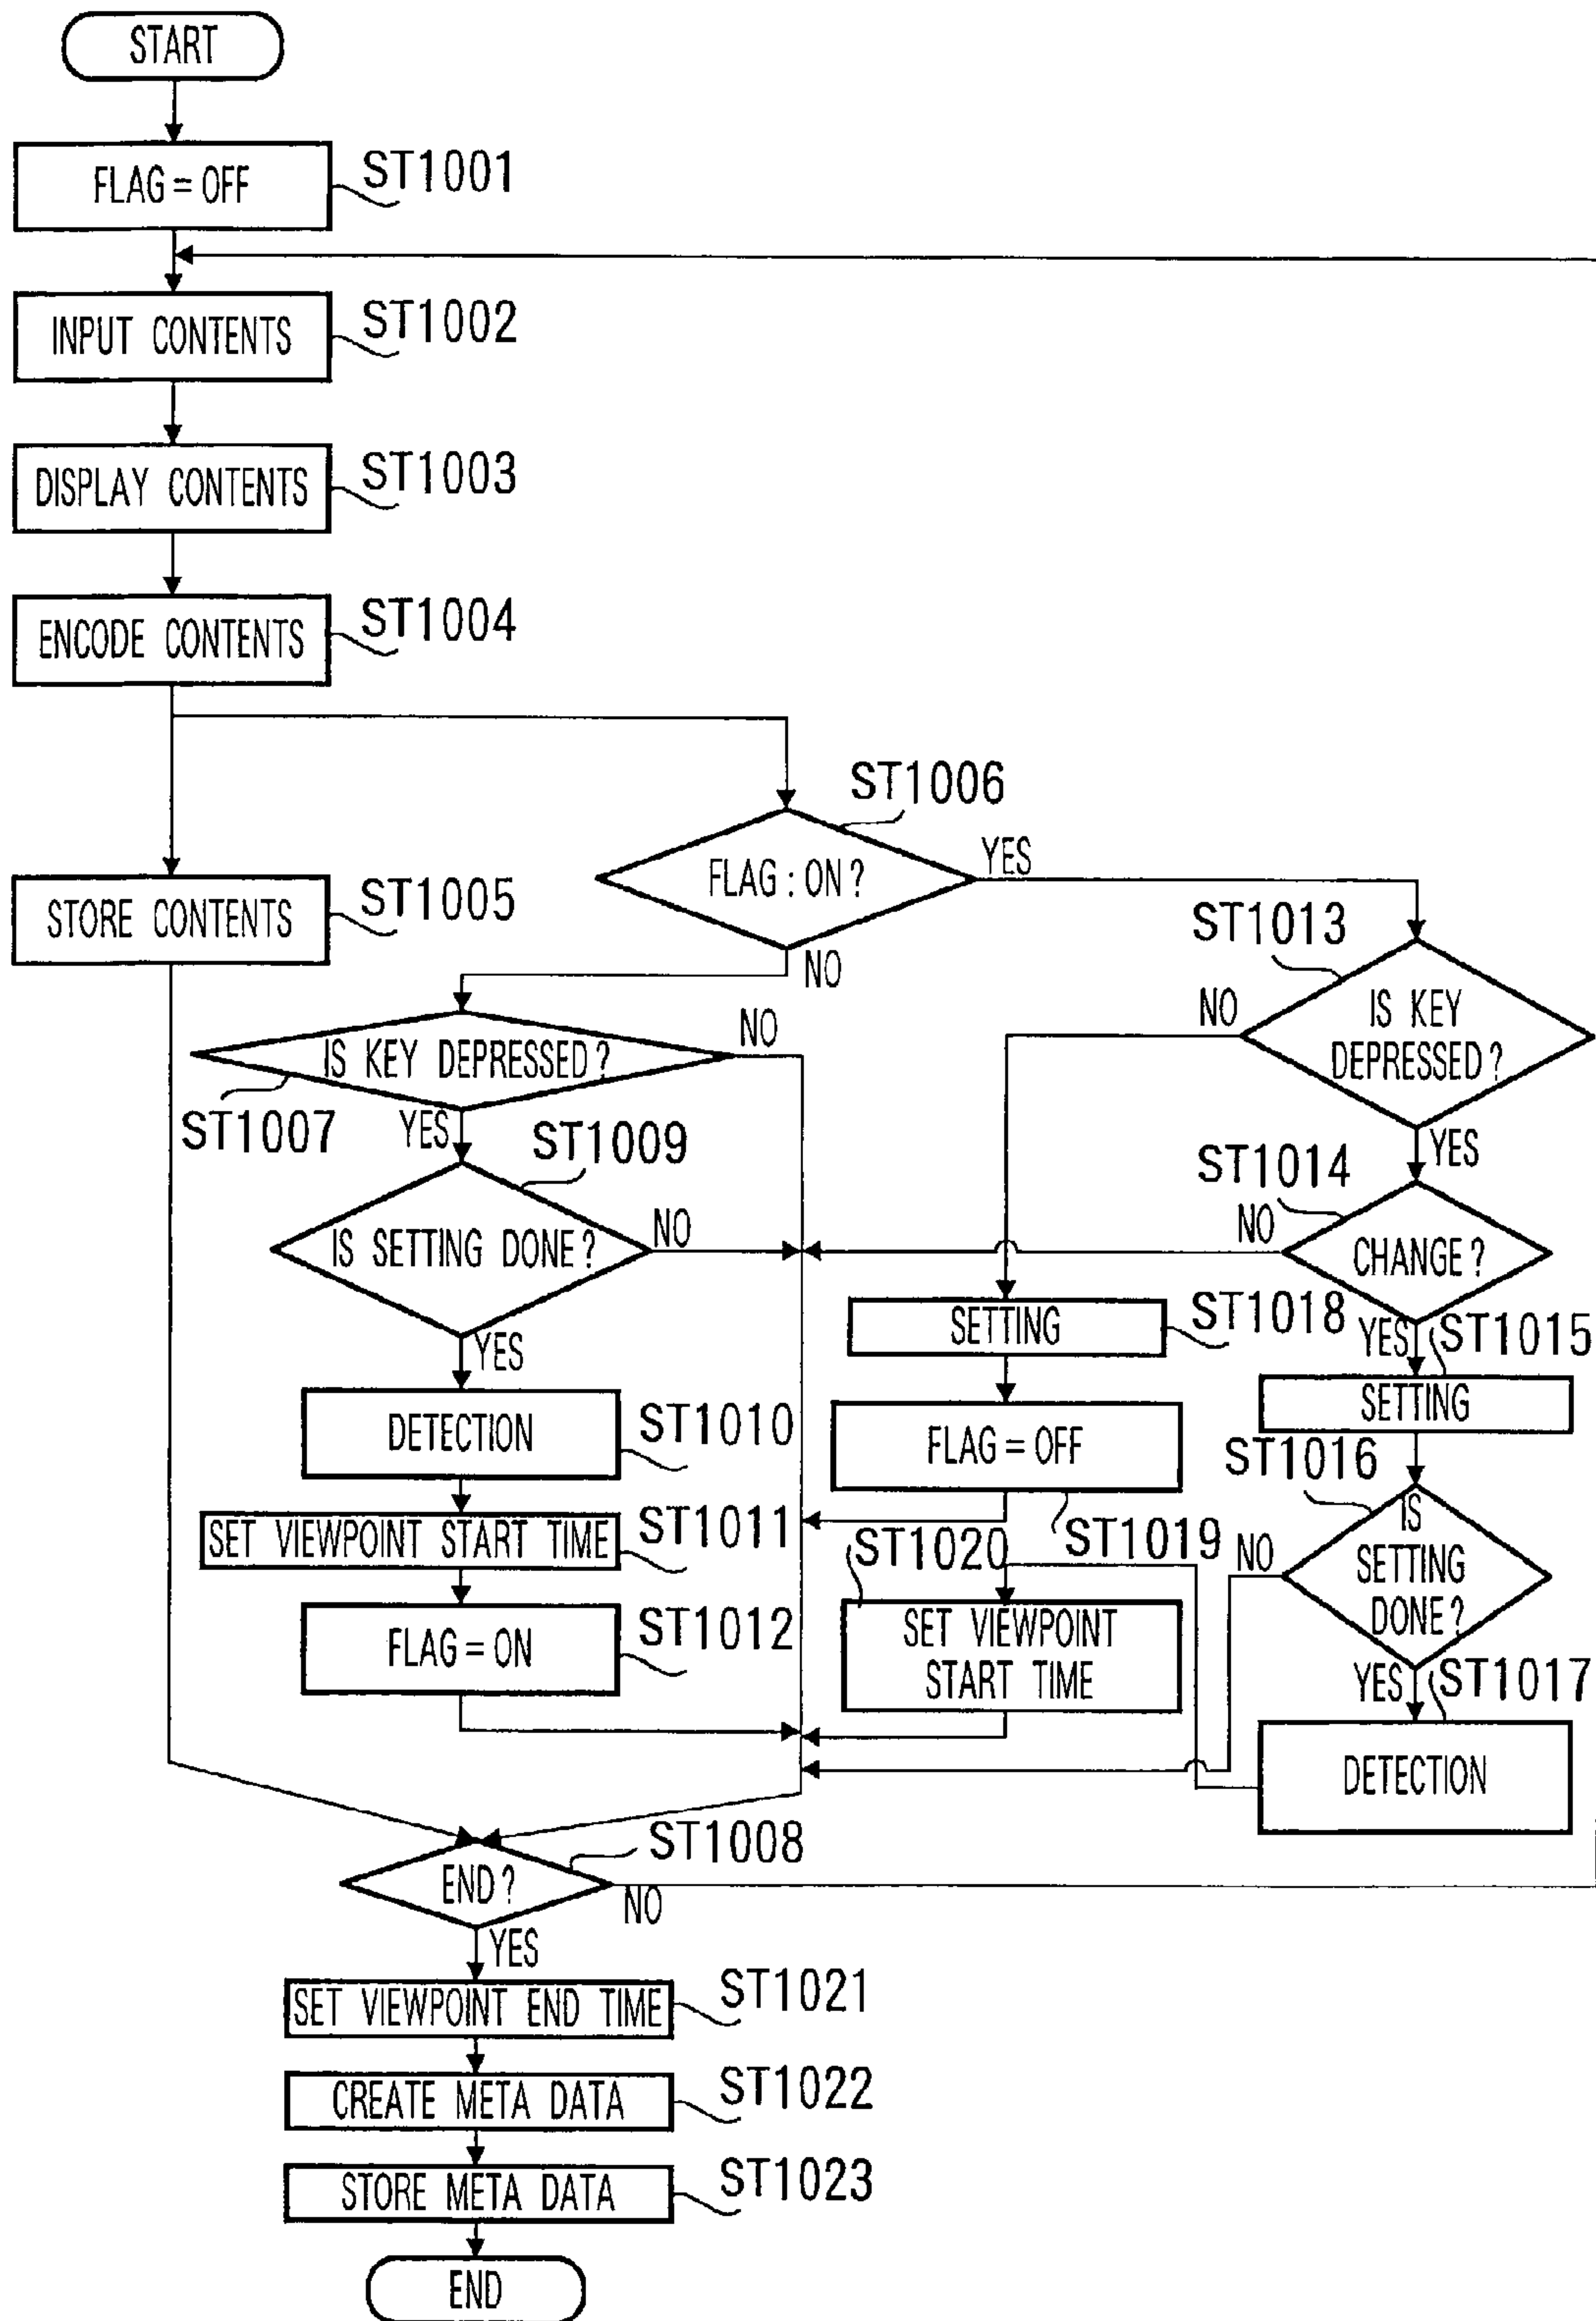 START
FLAG = OFF
ST1001
INPUT CONTENTS
ST1002
DISPLAY CONTENTS
ST1003
ENCODE CONTENTS
ST1004
ST1006
FLAG : ON ?
YES
NO
STORE CONTENTS
ST1005
ST1013
IS KEY
DEPRESSED ?
NO
YES
IS KEY DEPRESSED ?
NO
ST1007
YES
ST1009
IS SETTING DONE ?
NO
YES
ST1014
CHANGE ?
NO
YES
SETTING
ST1018
ST1015
SETTING
DETECTION
ST1010
FLAG = OFF
ST1019
ST1016
IS
SETTING
DONE ?
NO
YES
SET VIEWPOINT START TIME
ST1011
ST1020
SET VIEWPOINT
START TIME
FLAG = ON
ST1012
ST1017
DETECTION
ST1008
END ?
NO
YES
SET VIEWPOINT END TIME
ST1021
CREATE META DATA
ST1022
STORE META DATA
ST1023
END